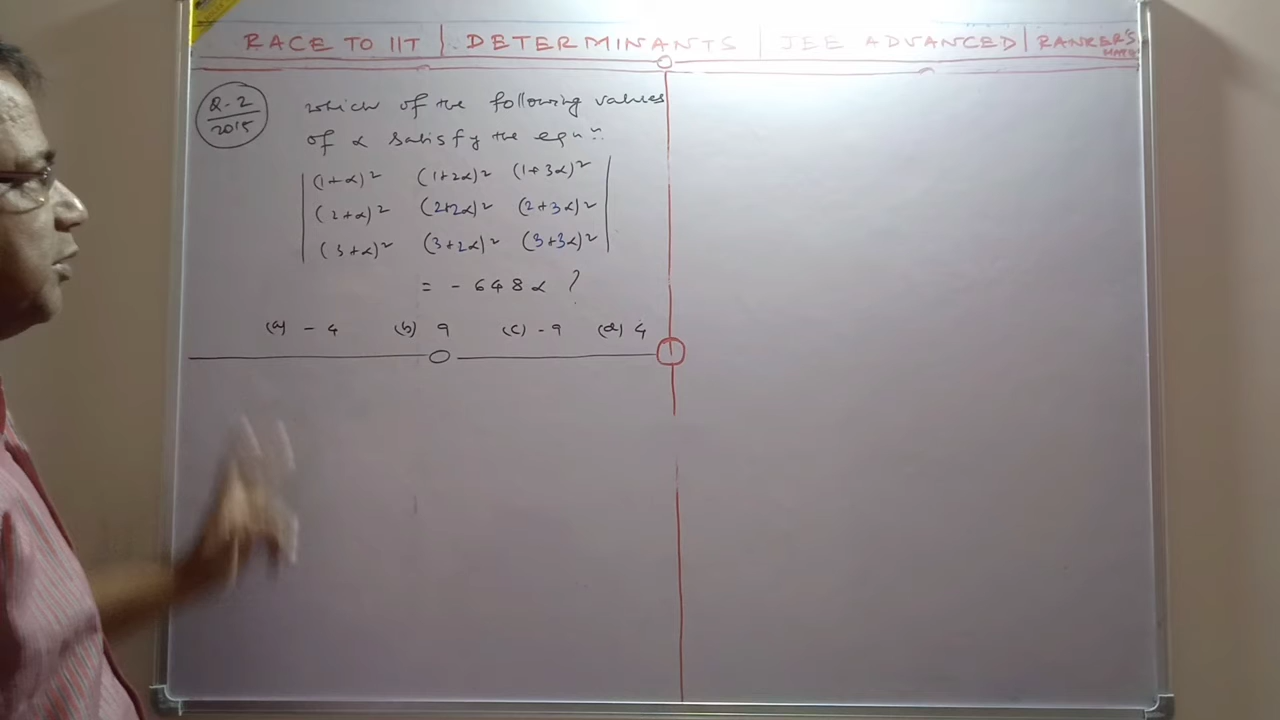 RACE TO IIT | DETERMINANTS | JEE ADVANCED | RANKER'S
Q-2
2015
which of the following values
of α satisfy the equⁿ.
(1+α)² (1+2α)² (1+3α)²
(2+α)² (2+2α)² (2+3α)²
(3+α)² (3+2α)² (3+3α)²
= - 648α ?
(a) - 4 (b) 9 (c) - 9 (d) 4